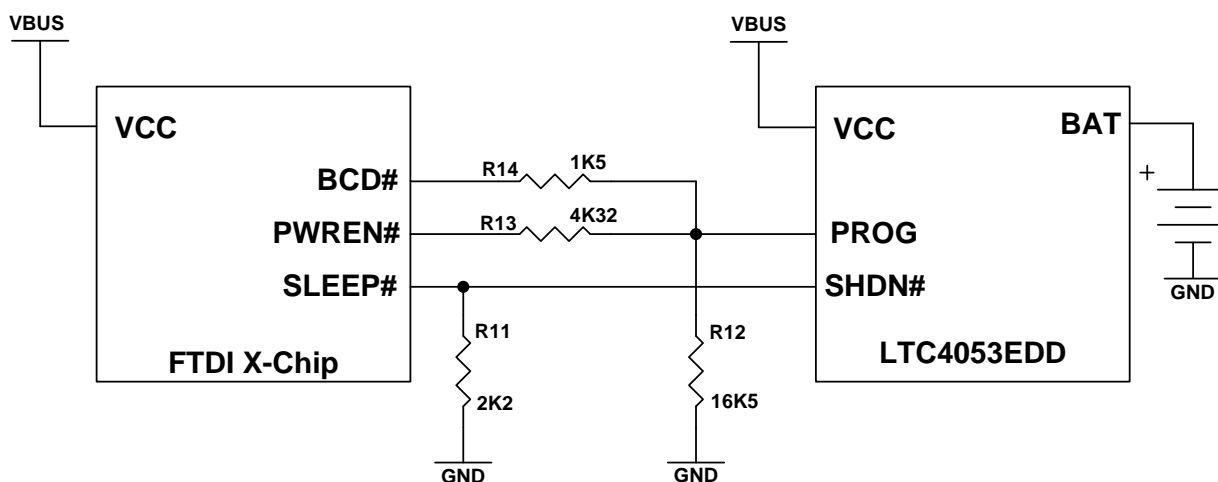 VBUS
VBUS
VCC
VCC
BAT
BCD#
R14
1K5
+
PWREN#
R13
4K32
PROG
SLEEP#
SHDN#
GND
R11
R12
FTDI X-Chip
LTC4053EDD
2K2
16K5
GND
GND